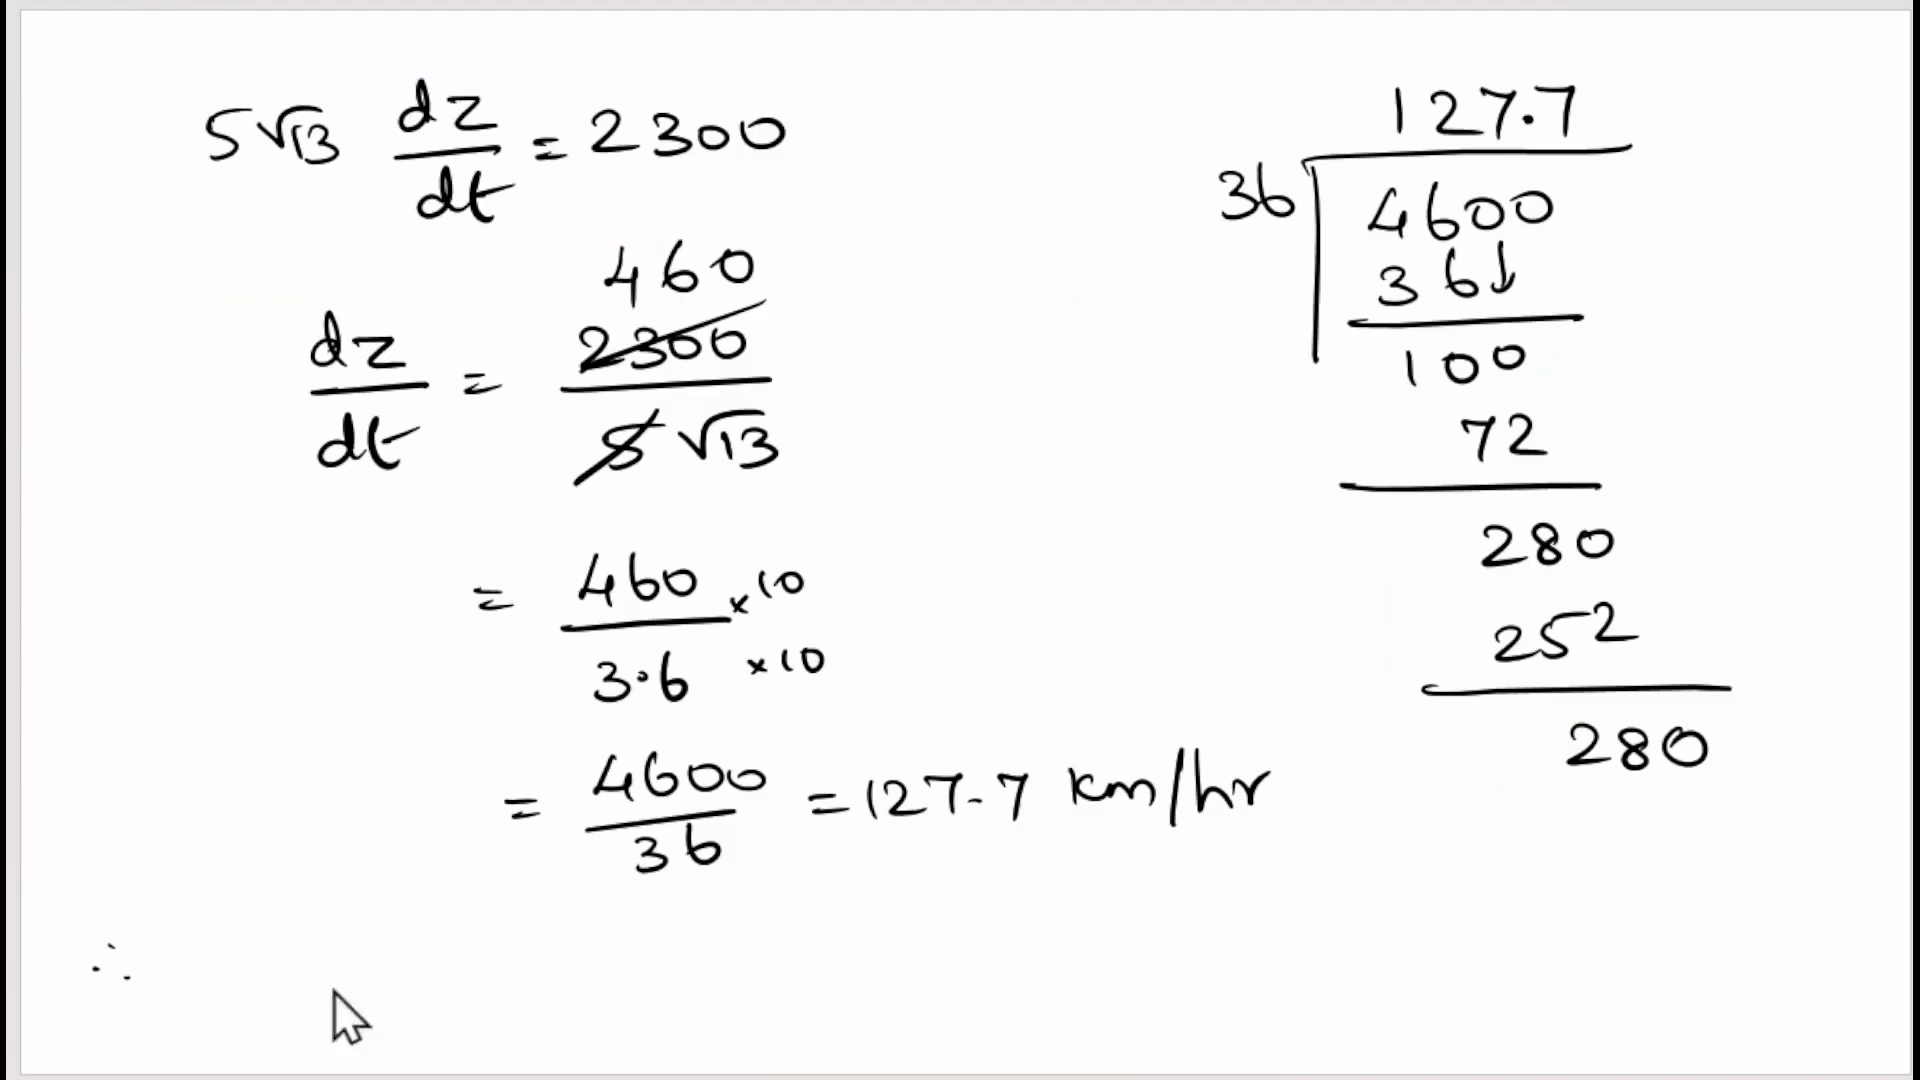 5√13 dz/dt = 2300
dz/dt = 460 2300/5√13
= 460/3.6 ×10 ×10
= 4600/36 = 127.7 km/hr
∴
127.7
36 4600
36↓
100
72
280
252
280